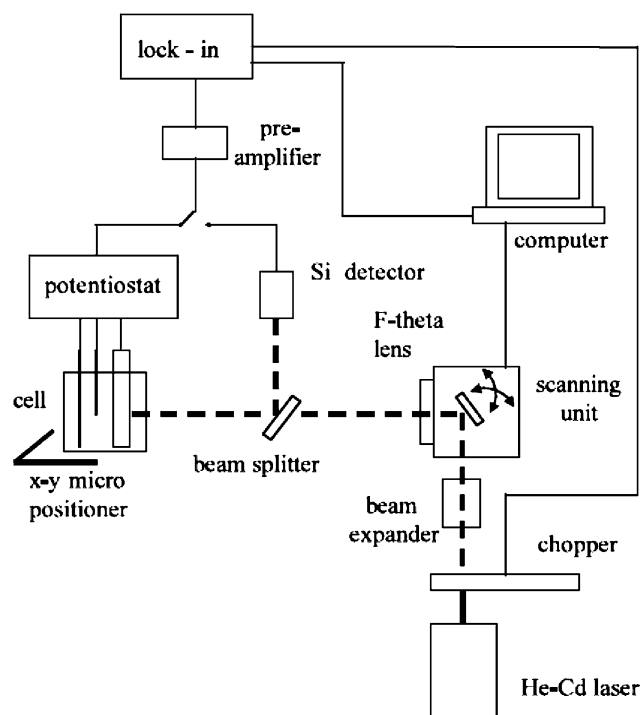 lock - in
pre-
amplifier
computer
potentiostat
Si detector
F-theta
lens
scanning
unit
cell
beam splitter
x-y micro
positioner
beam
expander
chopper
He-Cd laser